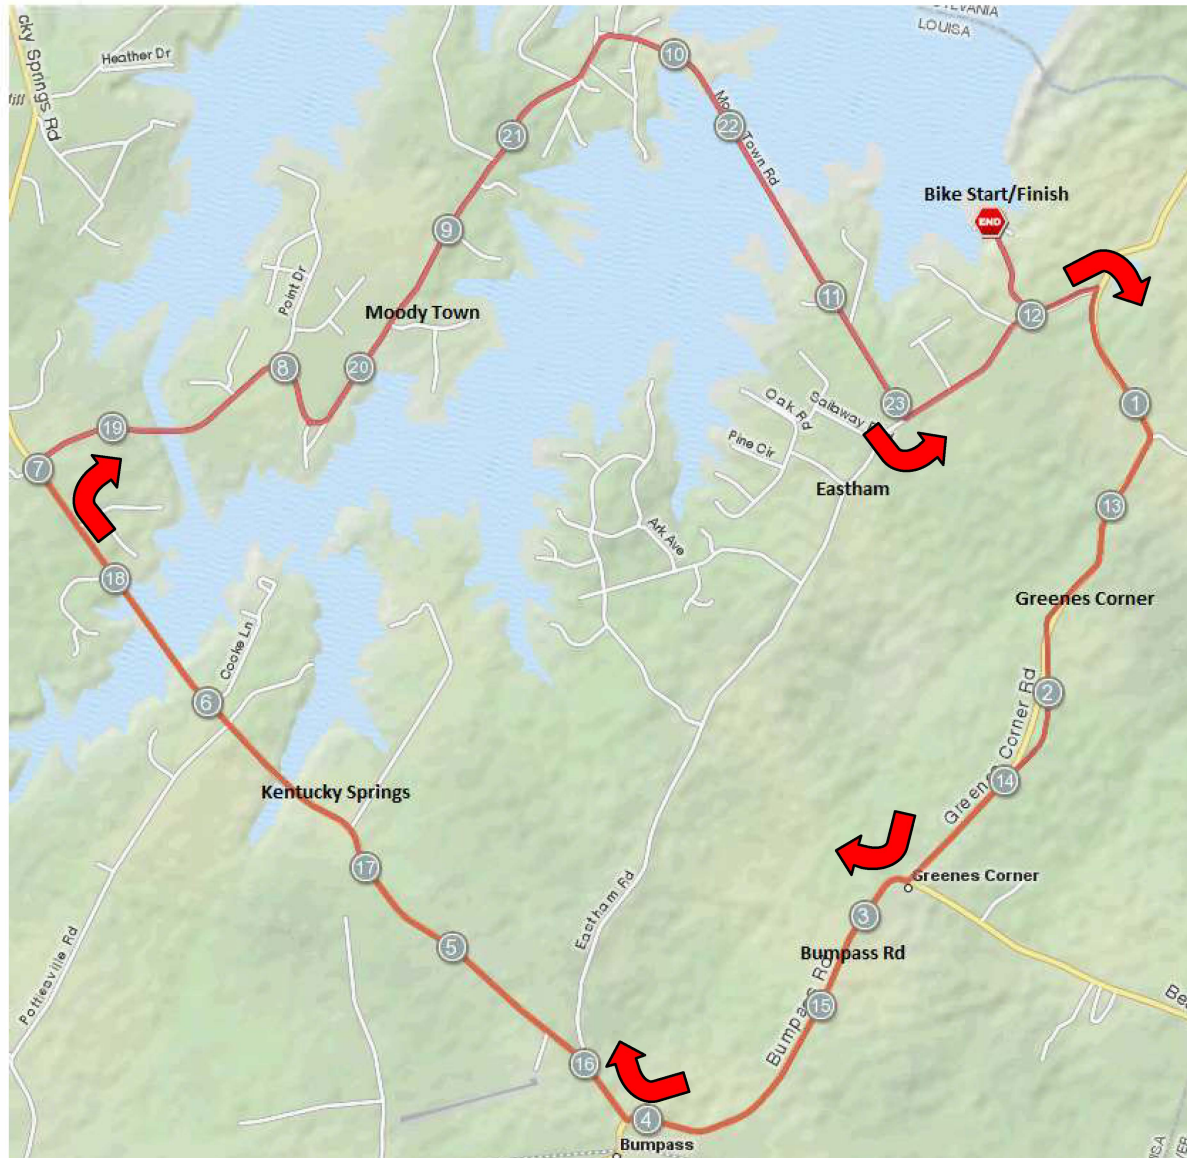 SYLVANIA
LOUISA
cky Springs Rd
Heather Dr
10
21
22
Moody Town Rd
Bike Start/Finish
END
9
Point Dr
Moody Town
11
12
8
20
23
1
Oak Rd
Sailaway
19
Pine Cir
7
Eastham
13
Ark Ave
18
Greenes Corner
Cooke Ln
6
2
Greenes Corner Rd
14
Kentucky Springs
17
Greenes Corner
3
5
Eastham Rd
Bumpass Rd
Pottiesville Rd
15
Bumpass Rd
Be
16
4
Bumpass